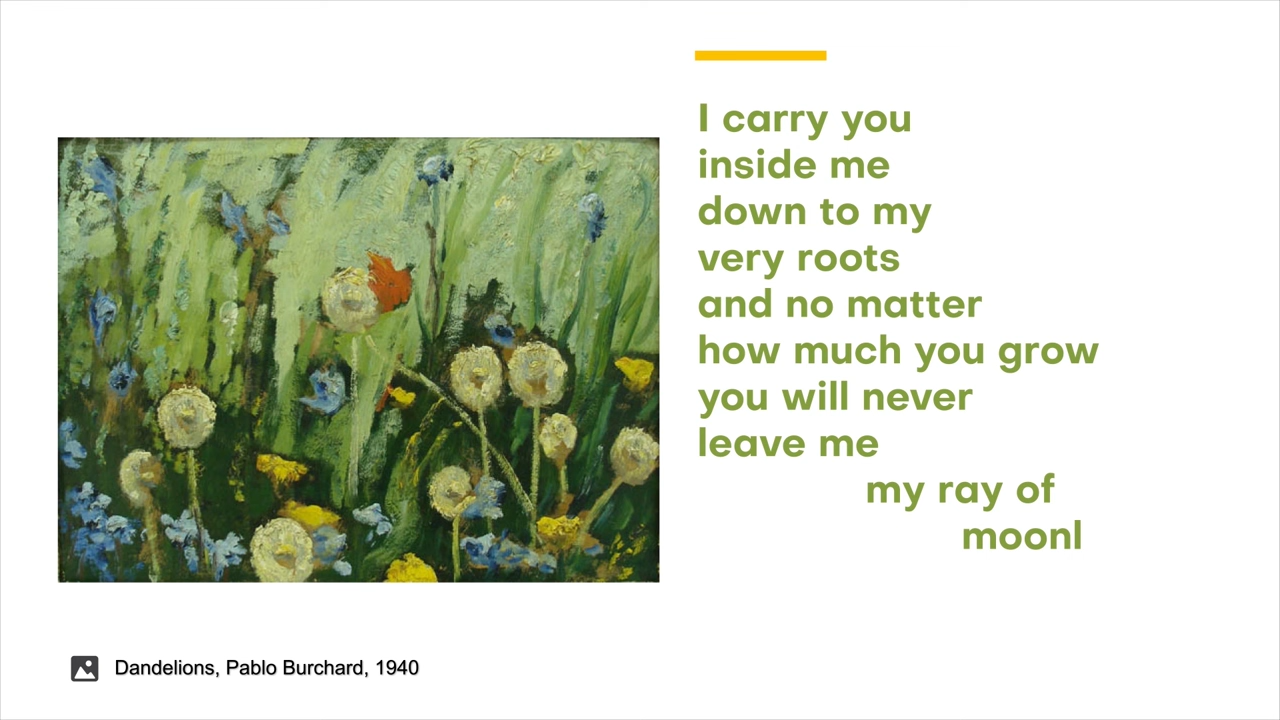 I carry you
inside me
down to my
very roots
and no matter
how much you grow
you will never
leave me
my ray of
moonl
Dandelions, Pablo Burchard, 1940